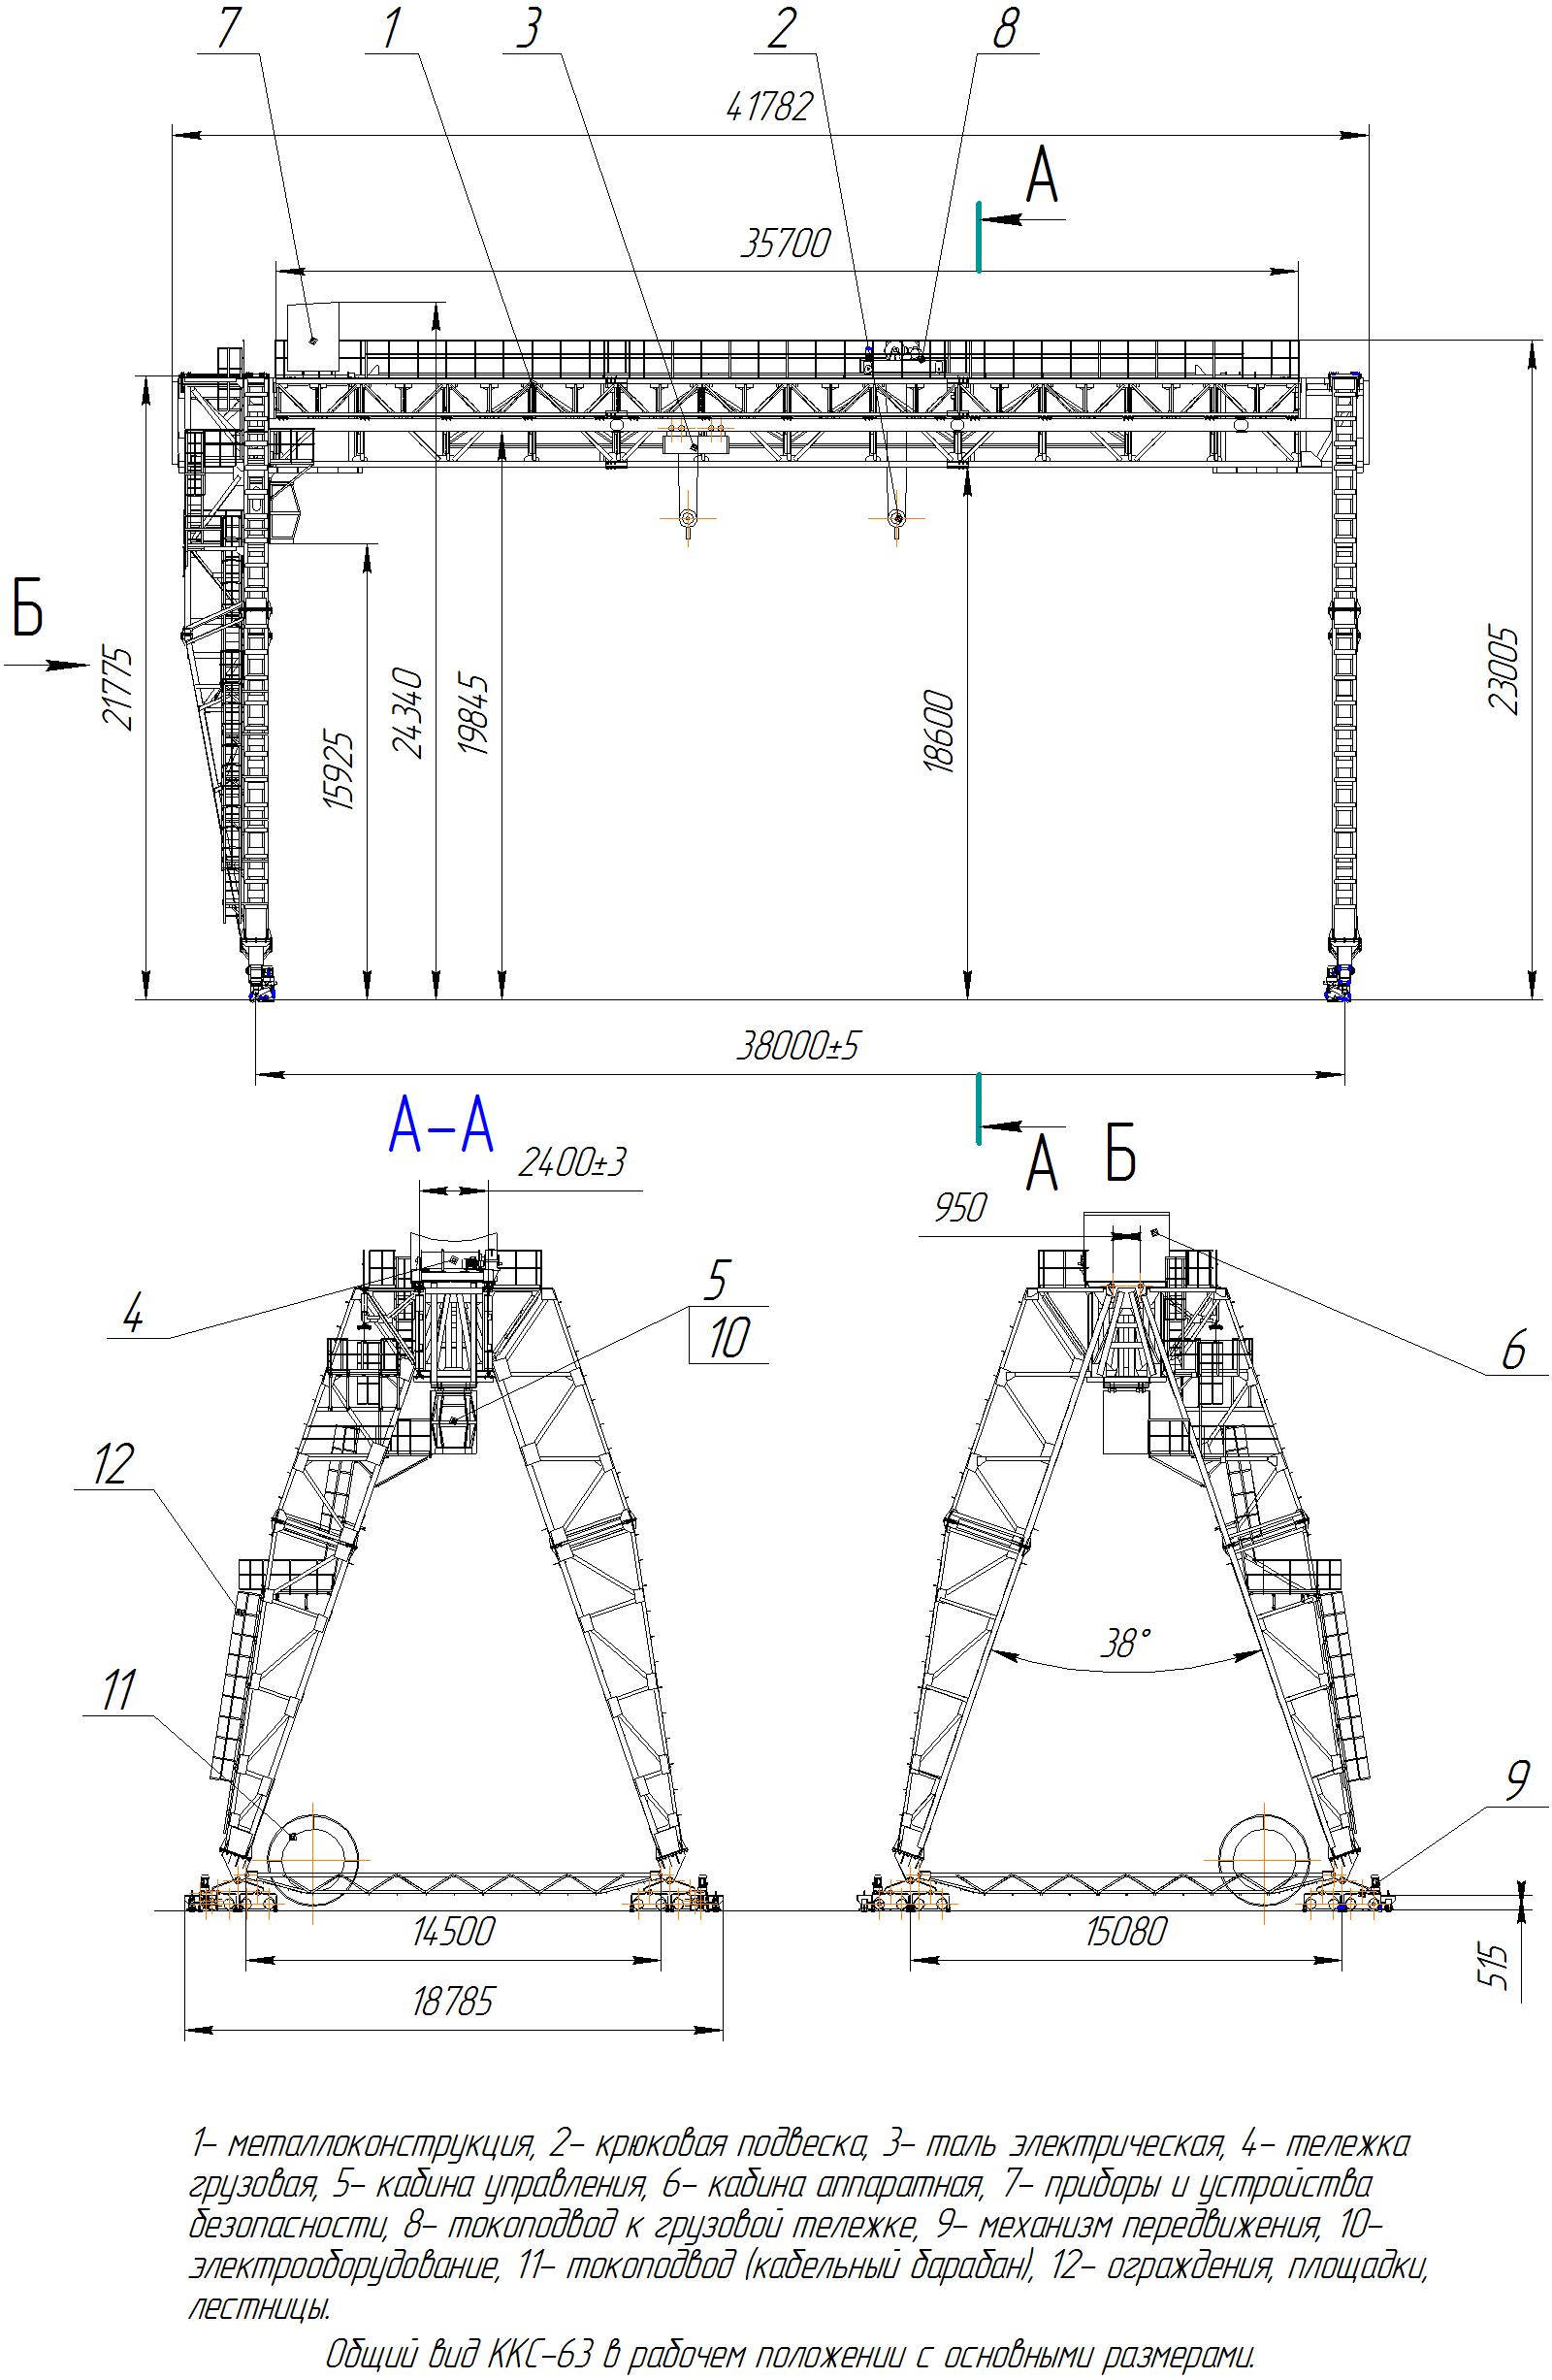 7 1 3 2 8
41782
А
35700
Б
21775
15925
24340
19845
18600
23005
38000±5
А-А
А
Б
2400±3
950
4
5
10
6
12
38°
11
9
14500
15080
515
18785
1- металлоконструкция, 2- крюковая подвеска, 3- таль электрическая, 4- тележка
грузовая, 5- кабина управления, 6- кабина аппаратная, 7- приборы и устройства
безопасности, 8- токоподвод к грузовой тележке, 9- механизм передвижения, 10-
электрооборудование, 11- токоподвод (кабельный барабан), 12- ограждения, площадки,
лестницы.
Общий вид ККС-63 в рабочем положении с основными размерами.